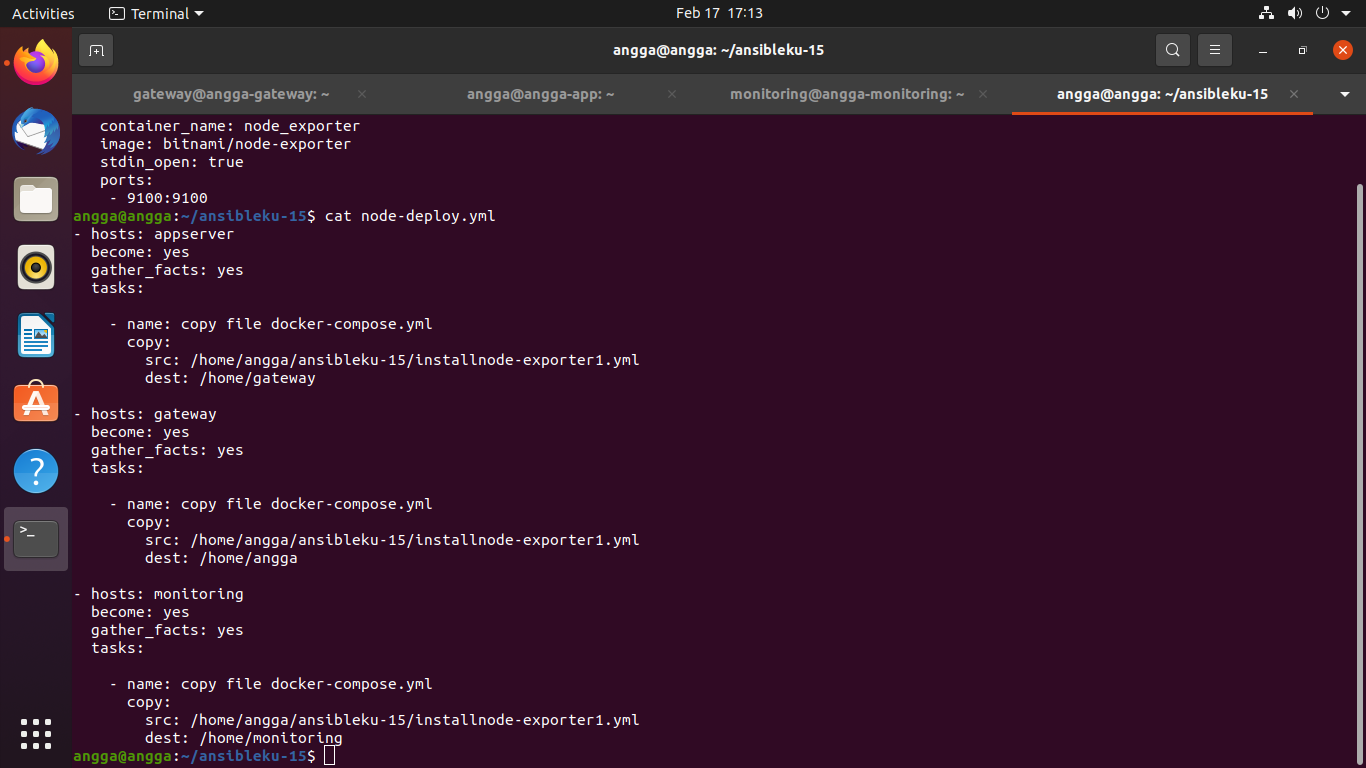 Activities
Terminal
Feb 17 17:13
angga@angga: ~/ansibleku-15
gateway@angga-gateway: ~
angga@angga-app: ~
monitoring@angga-monitoring: ~
angga@angga: ~/ansibleku-15
container_name: node_exporter
image: bitnami/node-exporter
stdin_open: true
ports:
- 9100:9100
angga@angga:~/ansibleku-15$ cat node-deploy.yml
- hosts: appserver
become: yes
gather_facts: yes
tasks:
- name: copy file docker-compose.yml
copy:
src: /home/angga/ansibleku-15/installnode-exporter1.yml
dest: /home/gateway
- hosts: gateway
become: yes
gather_facts: yes
tasks:
- name: copy file docker-compose.yml
copy:
src: /home/angga/ansibleku-15/installnode-exporter1.yml
dest: /home/angga
- hosts: monitoring
become: yes
gather_facts: yes
tasks:
- name: copy file docker-compose.yml
copy:
src: /home/angga/ansibleku-15/installnode-exporter1.yml
dest: /home/monitoring
angga@angga:~/ansibleku-15$